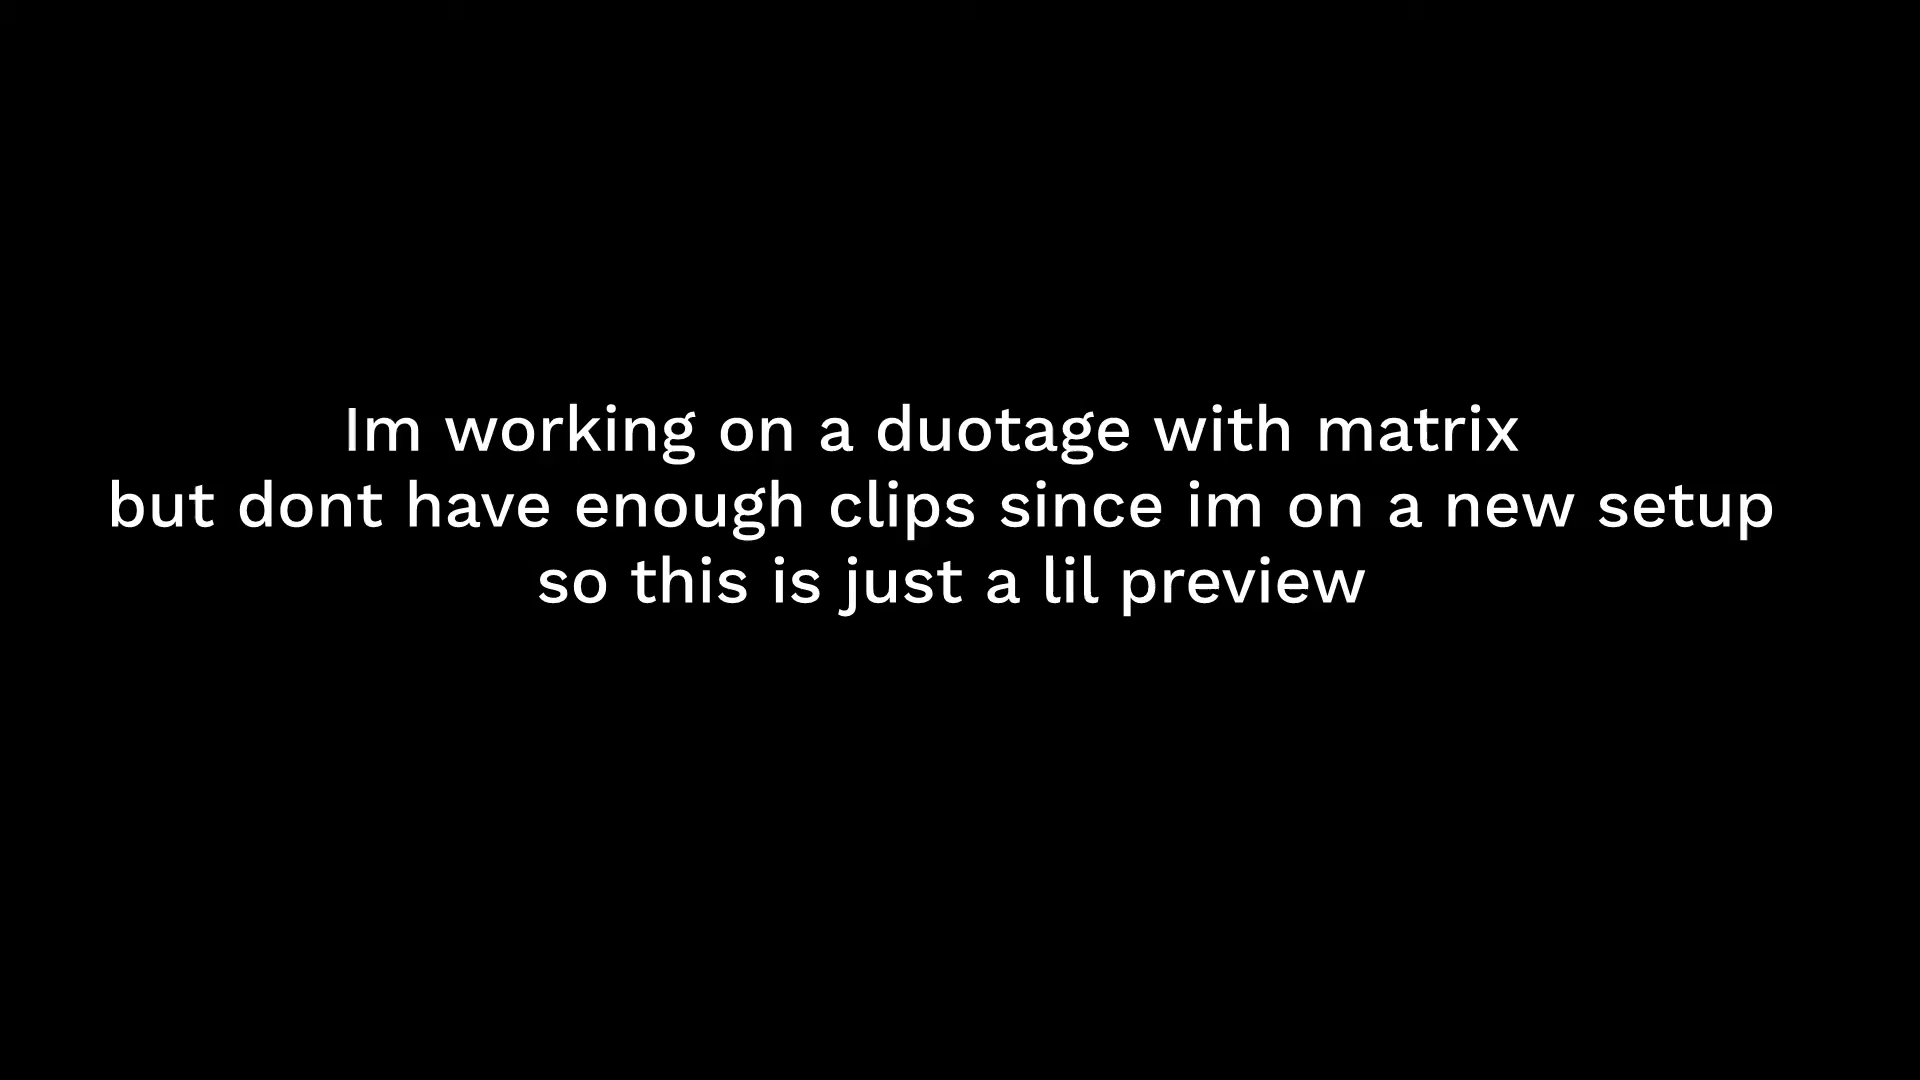 Im working on a duotage with matrix
but dont have enough clips since im on a new setup
so this is just a lil preview